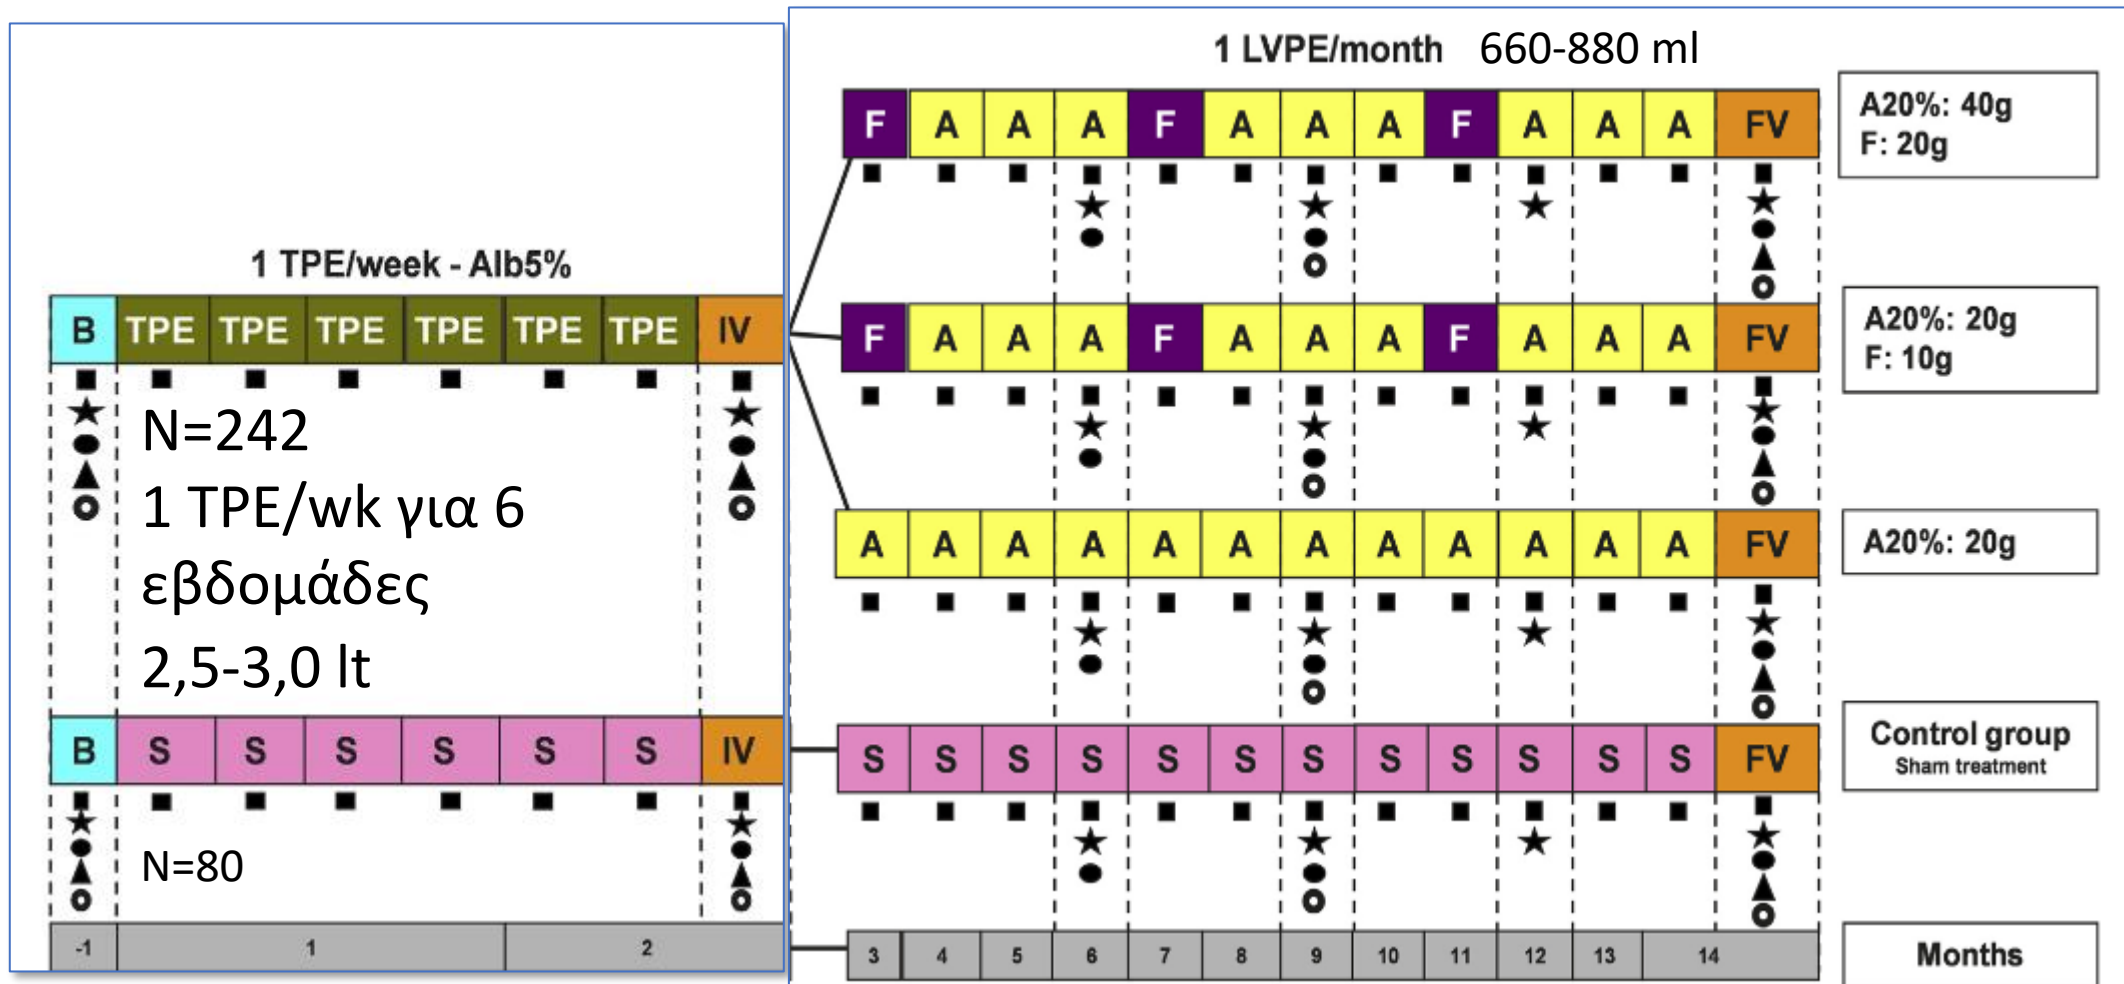 1 TPE/week - Alb5%
B TPE TPE TPE TPE TPE TPE IV
N=242
1 TPE/wk για 6
εβδομάδες
2,5-3,0 lt
B S S S S S S IV
N=80
-1 1 2
1 LVPE/month 660-880 ml
F A A A F A A A F A A A FV
A20%: 40g
F: 20g
F A A A F A A A F A A A FV
A20%: 20g
F: 10g
A A A A A A A A A A A A FV
A20%: 20g
S S S S S S S S S S S S FV
Control group
Sham treatment
3 4 5 6 7 8 9 10 11 12 13 14
Months